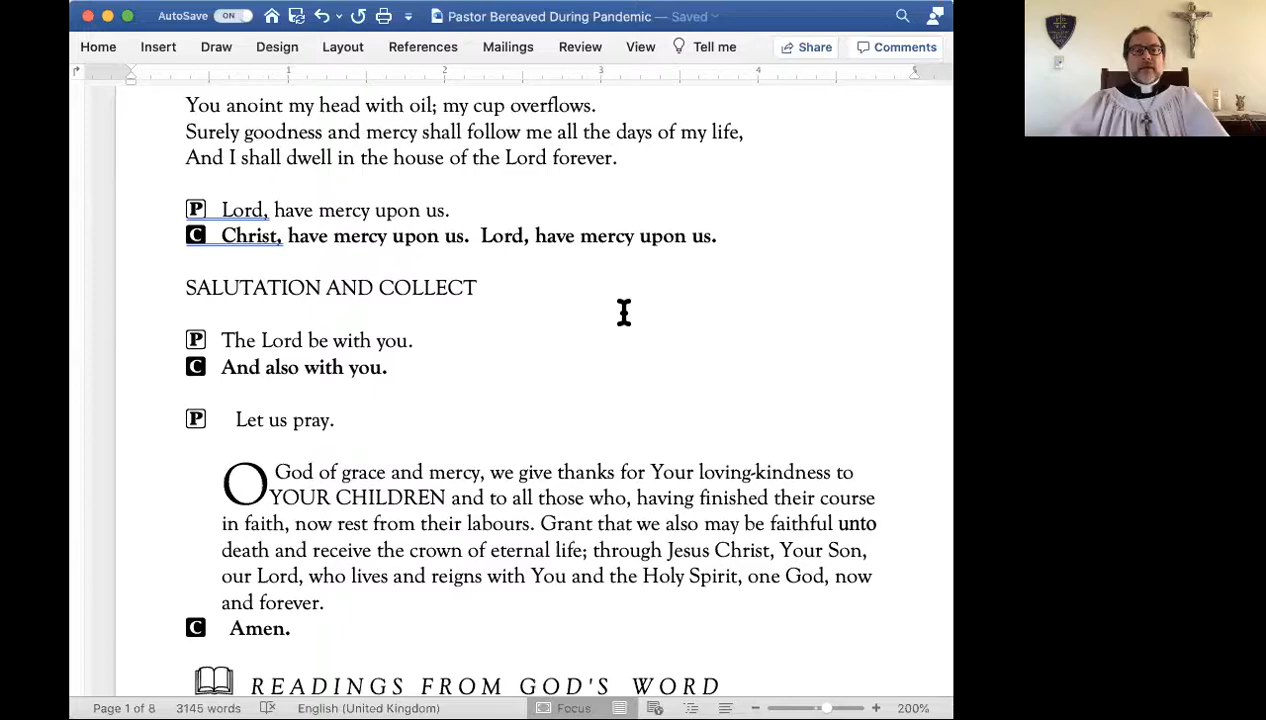 AutoSave ON Pastor Bereaved During Pandemic — Saved
Home Insert Draw Design Layout References Mailings Review View Tell me Share Comments
1 2 3 4 5
You anoint my head with oil; my cup overflows.
Surely goodness and mercy shall follow me all the days of my life,
And I shall dwell in the house of the Lord forever.
P Lord, have mercy upon us.
C Christ, have mercy upon us. Lord, have mercy upon us.
SALUTATION AND COLLECT
P The Lord be with you.
C And also with you.
P Let us pray.
O God of grace and mercy, we give thanks for Your loving-kindness to
YOUR CHILDREN and to all those who, having finished their course
in faith, now rest from their labours. Grant that we also may be faithful unto
death and receive the crown of eternal life; through Jesus Christ, Your Son,
our Lord, who lives and reigns with You and the Holy Spirit, one God, now
and forever.
C Amen.
READINGS FROM GOD'S WORD
Page 1 of 8 3145 words English (United Kingdom) Focus 200%